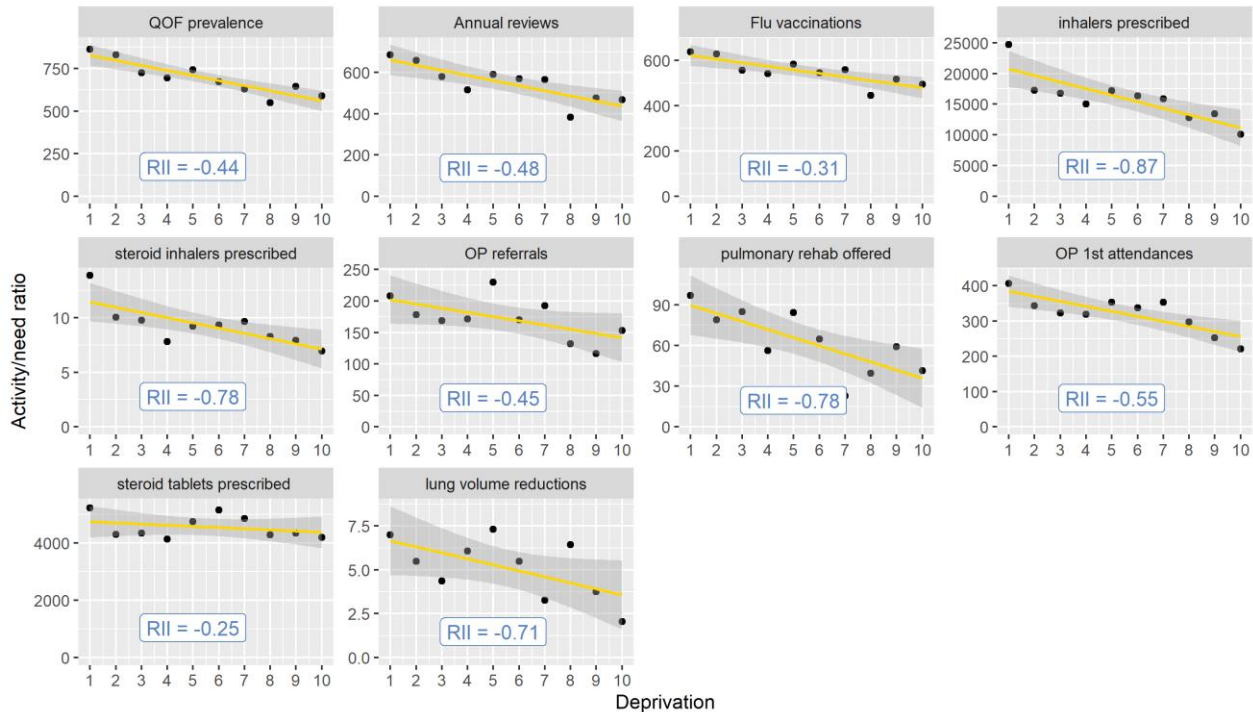 QOF prevalence
Annual reviews
Flu vaccinations
inhalers prescribed
750
500
250
0
RII = -0.44
1 2 3 4 5 6 7 8 9 10
600
400
200
0
RII = -0.48
1 2 3 4 5 6 7 8 9 10
600
400
200
0
RII = -0.31
1 2 3 4 5 6 7 8 9 10
25000
20000
15000
10000
5000
0
RII = -0.87
1 2 3 4 5 6 7 8 9 10
Activity/need ratio
steroid inhalers prescribed
OP referrals
pulmonary rehab offered
OP 1st attendances
10
5
0
RII = -0.78
1 2 3 4 5 6 7 8 9 10
250
200
150
100
50
0
RII = -0.45
1 2 3 4 5 6 7 8 9 10
90
60
30
0
RII = -0.78
1 2 3 4 5 6 7 8 9 10
400
300
200
100
0
RII = -0.55
1 2 3 4 5 6 7 8 9 10
steroid tablets prescribed
lung volume reductions
4000
2000
0
RII = -0.25
1 2 3 4 5 6 7 8 9 10
7.5
5.0
2.5
0.0
RII = -0.71
1 2 3 4 5 6 7 8 9 10
Deprivation